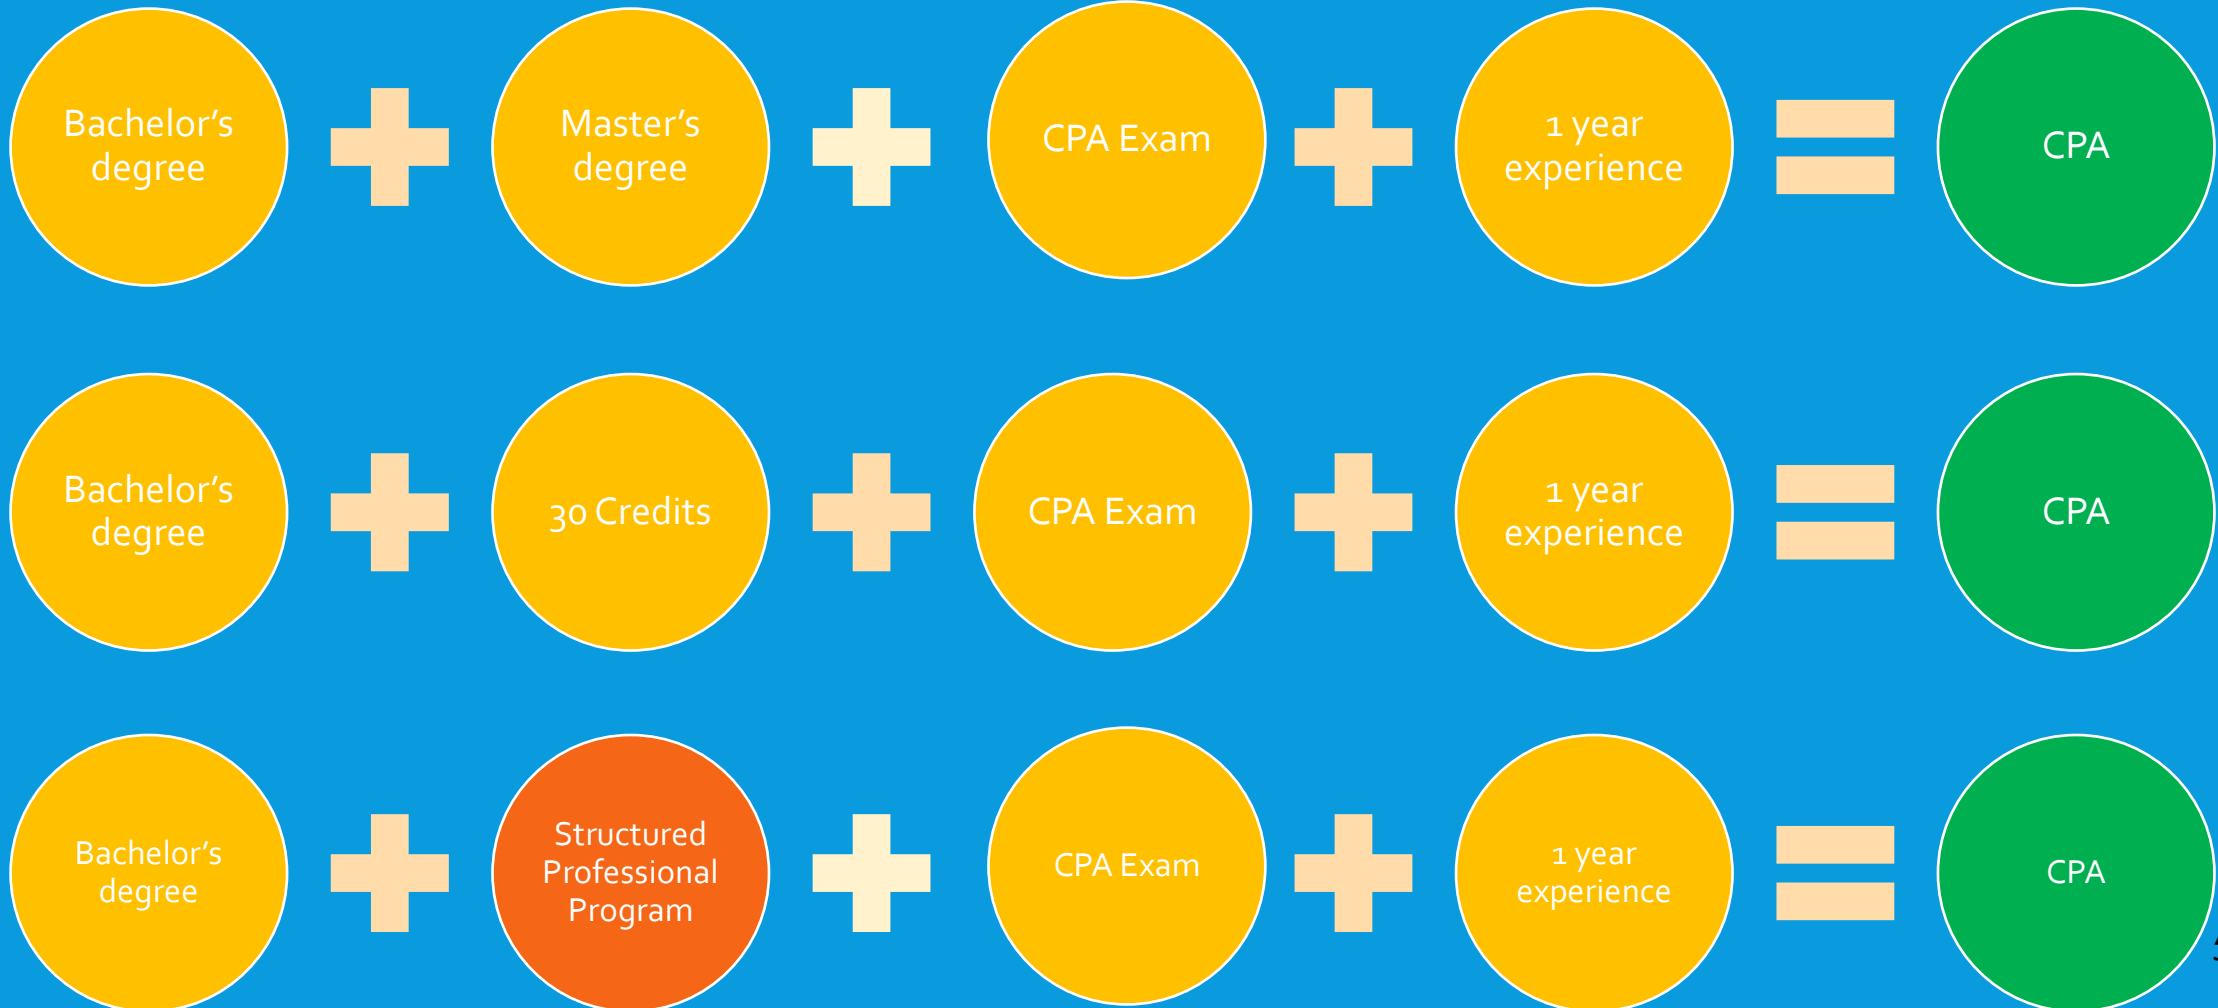 Bachelor's
degree
Master's
degree
CPA Exam
1 year
experience
CPA
Bachelor's
degree
30 Credits
CPA Exam
1 year
experience
CPA
Bachelor's
degree
Structured
Professional
Program
CPA Exam
1 year
experience
CPA